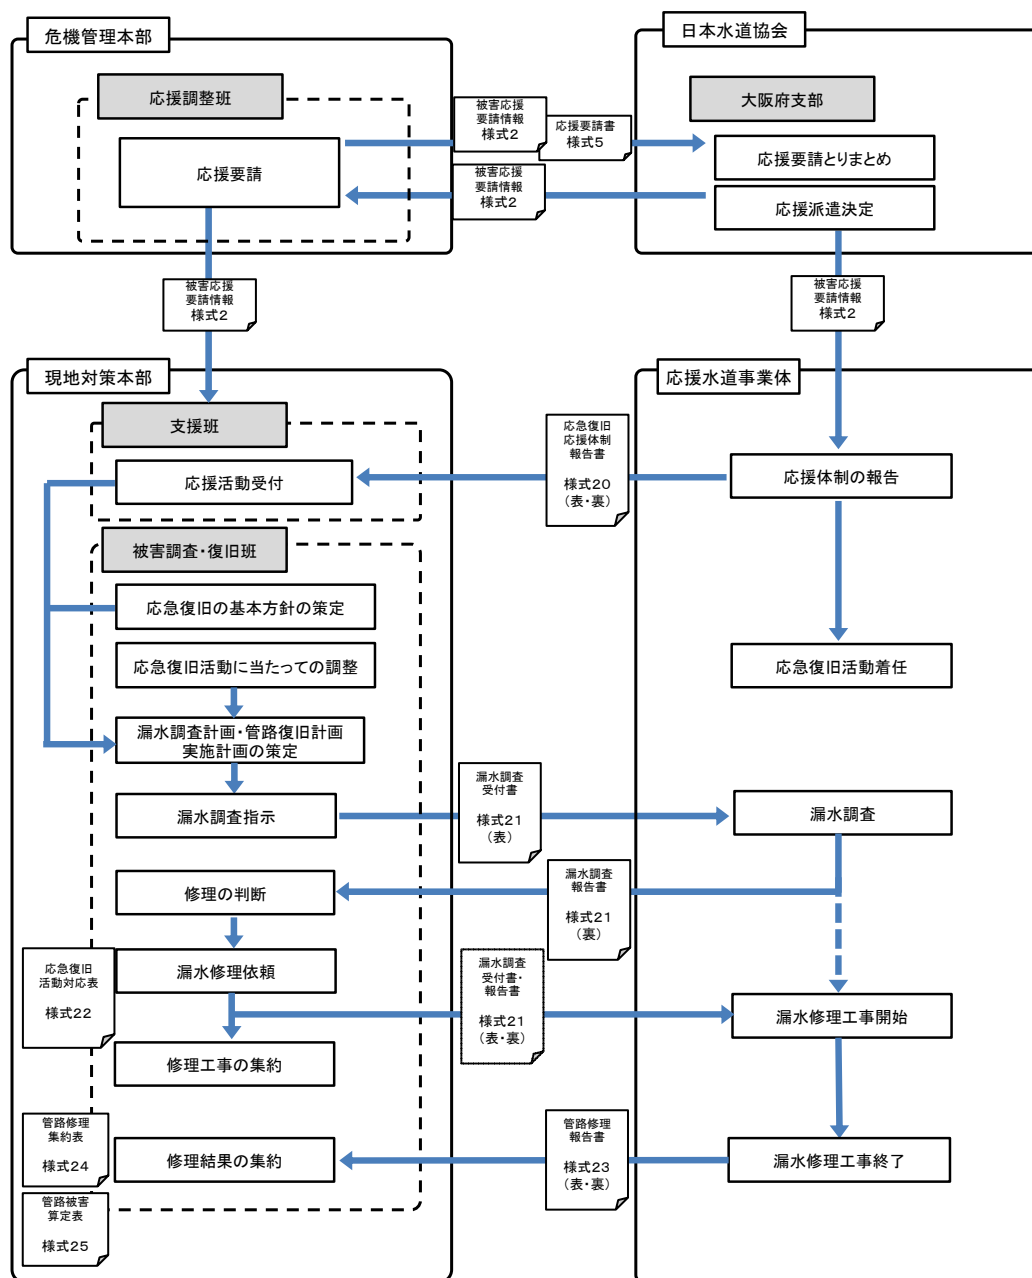 危機管理本部
日本水道協会
応援調整班
大阪府支部
被害応援
要請情報
様式2
応援要請書
様式5
応援要請
応援要請とりまとめ
被害応援
要請情報
様式2
応援派遣決定
被害応援
要請情報
様式2
被害応援
要請情報
様式2
現地対策本部
応援水道事業体
支援班
応急復旧
応援体制
報告書
様式20
(表・裏)
応援活動受付
応援体制の報告
被害調査・復旧班
応急復旧の基本方針の策定
応急復旧活動に当たっての調整
応急復旧活動着任
漏水調査計画・管路復旧計画
実施計画の策定
漏水調査
受付書
様式21
(表)
漏水調査指示
漏水調査
漏水調査
報告書
様式21
(裏)
修理の判断
応急復旧
活動対応表
様式22
漏水修理依頼
漏水調査
受付書・
報告書
様式21
(表・裏)
漏水修理工事開始
修理工事の集約
管路修理
集約表
様式24
修理結果の集約
管路修理
報告書
様式23
(表・裏)
漏水修理工事終了
管路被害
算定表
様式25